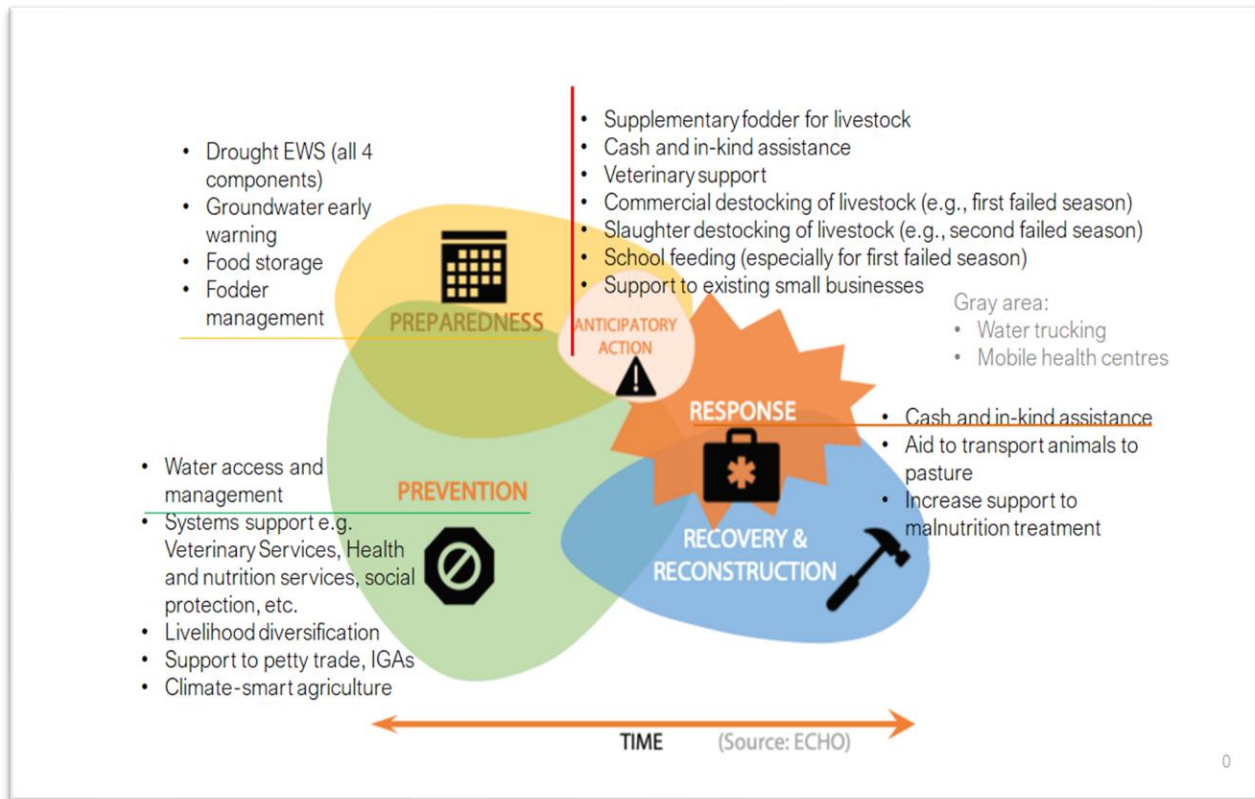 • Drought EWS (all 4
components)
• Groundwater early
warning
• Food storage
• Fodder
management
PREPAREDNESS
• Supplementary fodder for livestock
• Cash and in-kind assistance
• Veterinary support
• Commercial destocking of livestock (e.g., first failed season)
• Slaughter destocking of livestock (e.g., second failed season)
• School feeding (especially for first failed season)
• Support to existing small businesses
ANTICIPATORY
ACTION
Gray area:
• Water trucking
• Mobile health centres
RESPONSE
• Cash and in-kind assistance
• Aid to transport animals to
pasture
• Increase support to
malnutrition treatment
• Water access and
management
• Systems support e.g.
Veterinary Services, Health
and nutrition services, social
protection, etc.
• Livelihood diversification
• Support to petty trade, IGAs
• Climate-smart agriculture
PREVENTION
RECOVERY &
RECONSTRUCTION
TIME
(Source: ECHO)
0